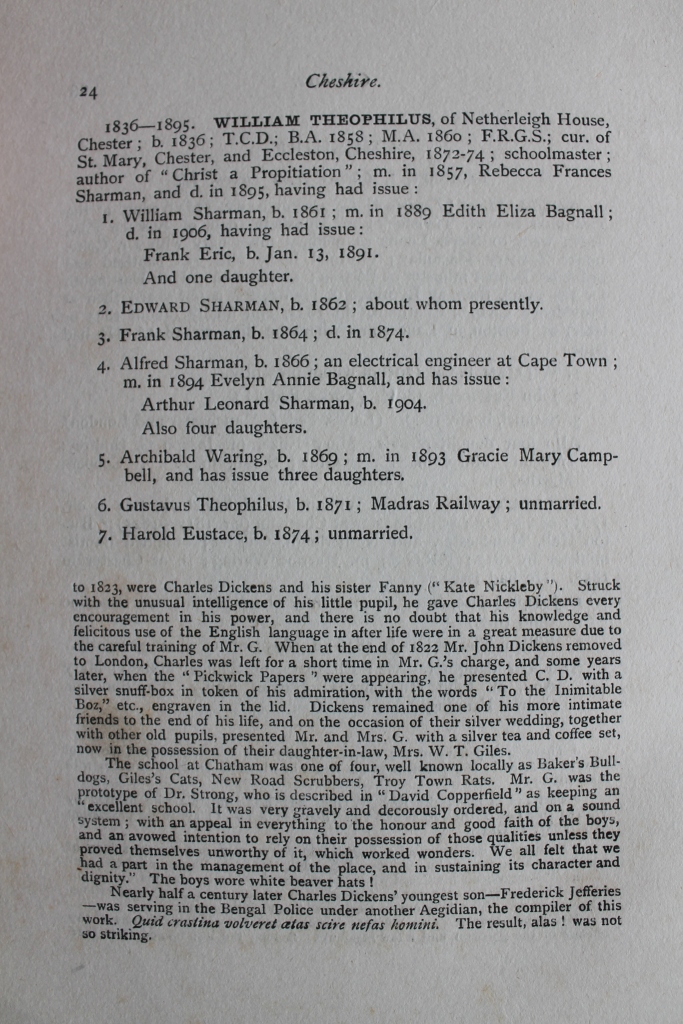 24
Cheshire.
1836—1895. WILLIAM THEOPHILUS, of Netherleigh House,
Chester; b. 1836; T.C.D.; B.A. 1858; M.A. 1860; F.R.G.S.; cur. of
St. Mary, Chester, and Eccleston, Cheshire, 1872-74; schoolmaster;
author of "Christ a Propitiation"; m. in 1857, Rebecca Frances
Sharman, and d. in 1895, having had issue:
1. William Sharman, b. 1861; m. in 1889 Edith Eliza Bagnall;
d. in 1906, having had issue:
Frank Eric, b. Jan. 13, 1891.
And one daughter.
2. EDWARD SHARMAN, b. 1862; about whom presently.
3. Frank Sharman, b. 1864; d. in 1874.
4. Alfred Sharman, b. 1866; an electrical engineer at Cape Town;
m. in 1894 Evelyn Annie Bagnall, and has issue:
Arthur Leonard Sharman, b. 1904.
Also four daughters.
5. Archibald Waring, b. 1869; m. in 1893 Gracie Mary Camp-
bell, and has issue three daughters.
6. Gustavus Theophilus, b. 1871; Madras Railway; unmarried.
7. Harold Eustace, b. 1874; unmarried.
to 1823, were Charles Dickens and his sister Fanny ("Kate Nickleby"). Struck
with the unusual intelligence of his little pupil, he gave Charles Dickens every
encouragement in his power, and there is no doubt that his knowledge and
felicitous use of the English language in after life were in a great measure due to
the careful training of Mr. G. When at the end of 1822 Mr. John Dickens removed
to London, Charles was left for a short time in Mr. G.'s charge, and some years
later, when the "Pickwick Papers" were appearing, he presented C. D. with a
silver snuff-box in token of his admiration, with the words "To the Inimitable
Boz," etc., engraven in the lid. Dickens remained one of his more intimate
friends to the end of his life, and on the occasion of their silver wedding, together
with other old pupils, presented Mr. and Mrs. G. with a silver tea and coffee set,
now in the possession of their daughter-in-law, Mrs. W. T. Giles.
The school at Chatham was one of four, well known locally as Baker's Bull-
dogs, Giles's Cats, New Road Scrubbers, Troy Town Rats. Mr. G. was the
prototype of Dr. Strong, who is described in "David Copperfield" as keeping an
"excellent school. It was very gravely and decorously ordered, and on a sound
system; with an appeal in everything to the honour and good faith of the boys,
and an avowed intention to rely on their possession of those qualities unless they
proved themselves unworthy of it, which worked wonders. We all felt that we
had a part in the management of the place, and in sustaining its character and
dignity." The boys wore white beaver hats!
Nearly half a century later Charles Dickens' youngest son—Frederick Jefferies
—was serving in the Bengal Police under another Aegidian, the compiler of this
work. Quid crastina volveret ætas scire nefas homini. The result, alas! was not
so striking.